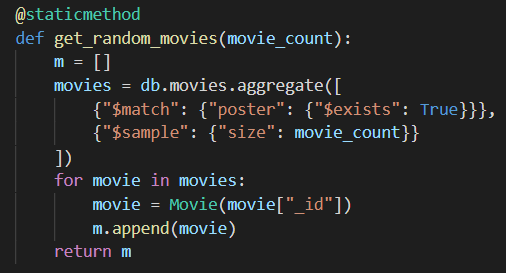 @staticmethod
def get_random_movies(movie_count):
    m = []
    movies = db.movies.aggregate([
        {"$match": {"poster": {"$exists": True}}},
        {"$sample": {"size": movie_count}}
    ])
    for movie in movies:
        movie = Movie(movie["_id"])
        m.append(movie)
    return m